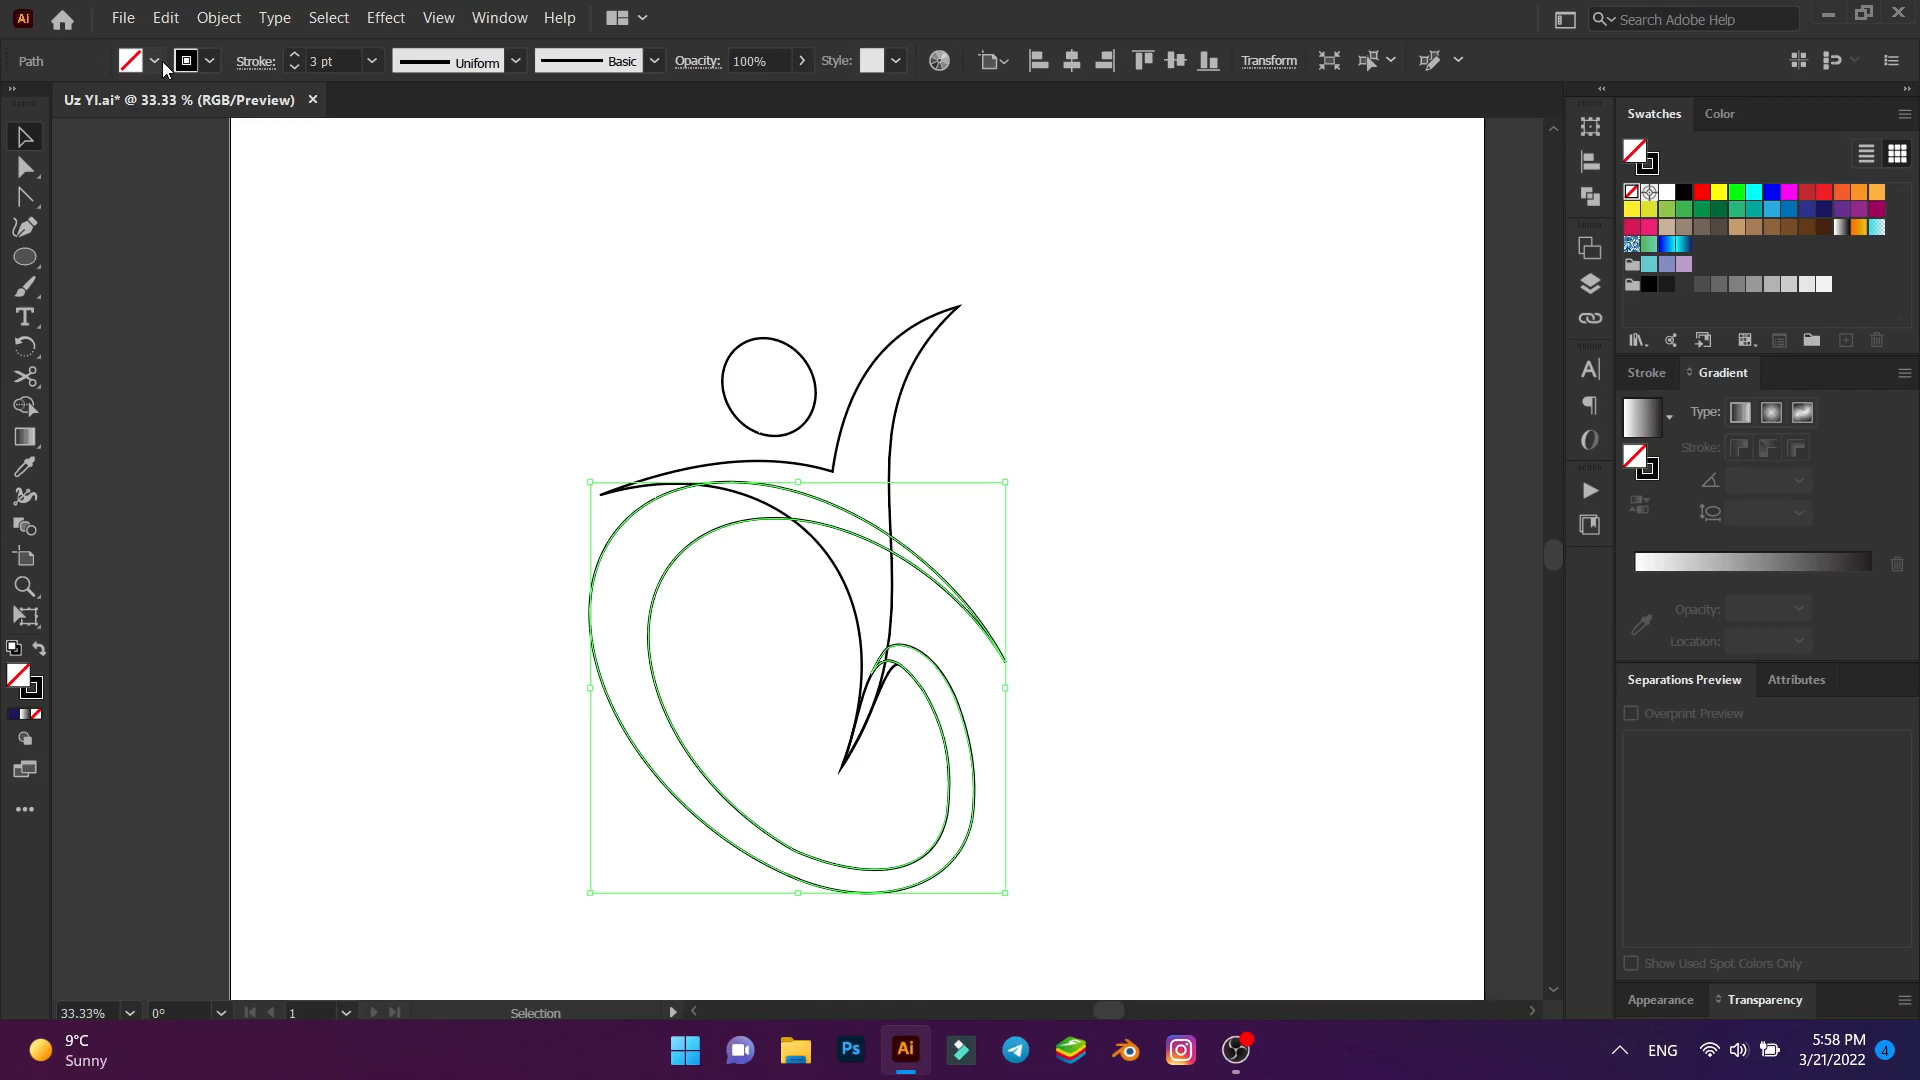 Ai File Edit Object Type Select Effect View Window Help Search Adobe Help
Path Stroke: 3 pt Uniform Basic Opacity: 100% Style: Transform
Uz Yl.ai* @ 33.33 % (RGB/Preview)
Swatches Color
Stroke Gradient
Type:
Stroke:
Opacity:
Location:
Separations Preview Attributes
Overprint Preview
Show Used Spot Colors Only
Appearance Transparency
33.33% 0° 1 Selection
9°C
Sunny
Ps Ai
ENG
5:58 PM
3/21/2022
4